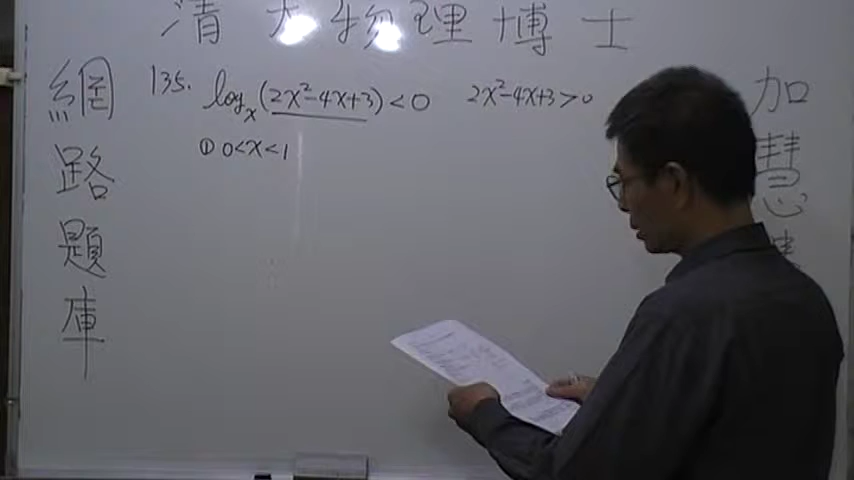 清大物理博士
網路題庫
135. log_x(2x²-4x+3)<0 2x²-4x+3>0
① 0<x<1
加慧